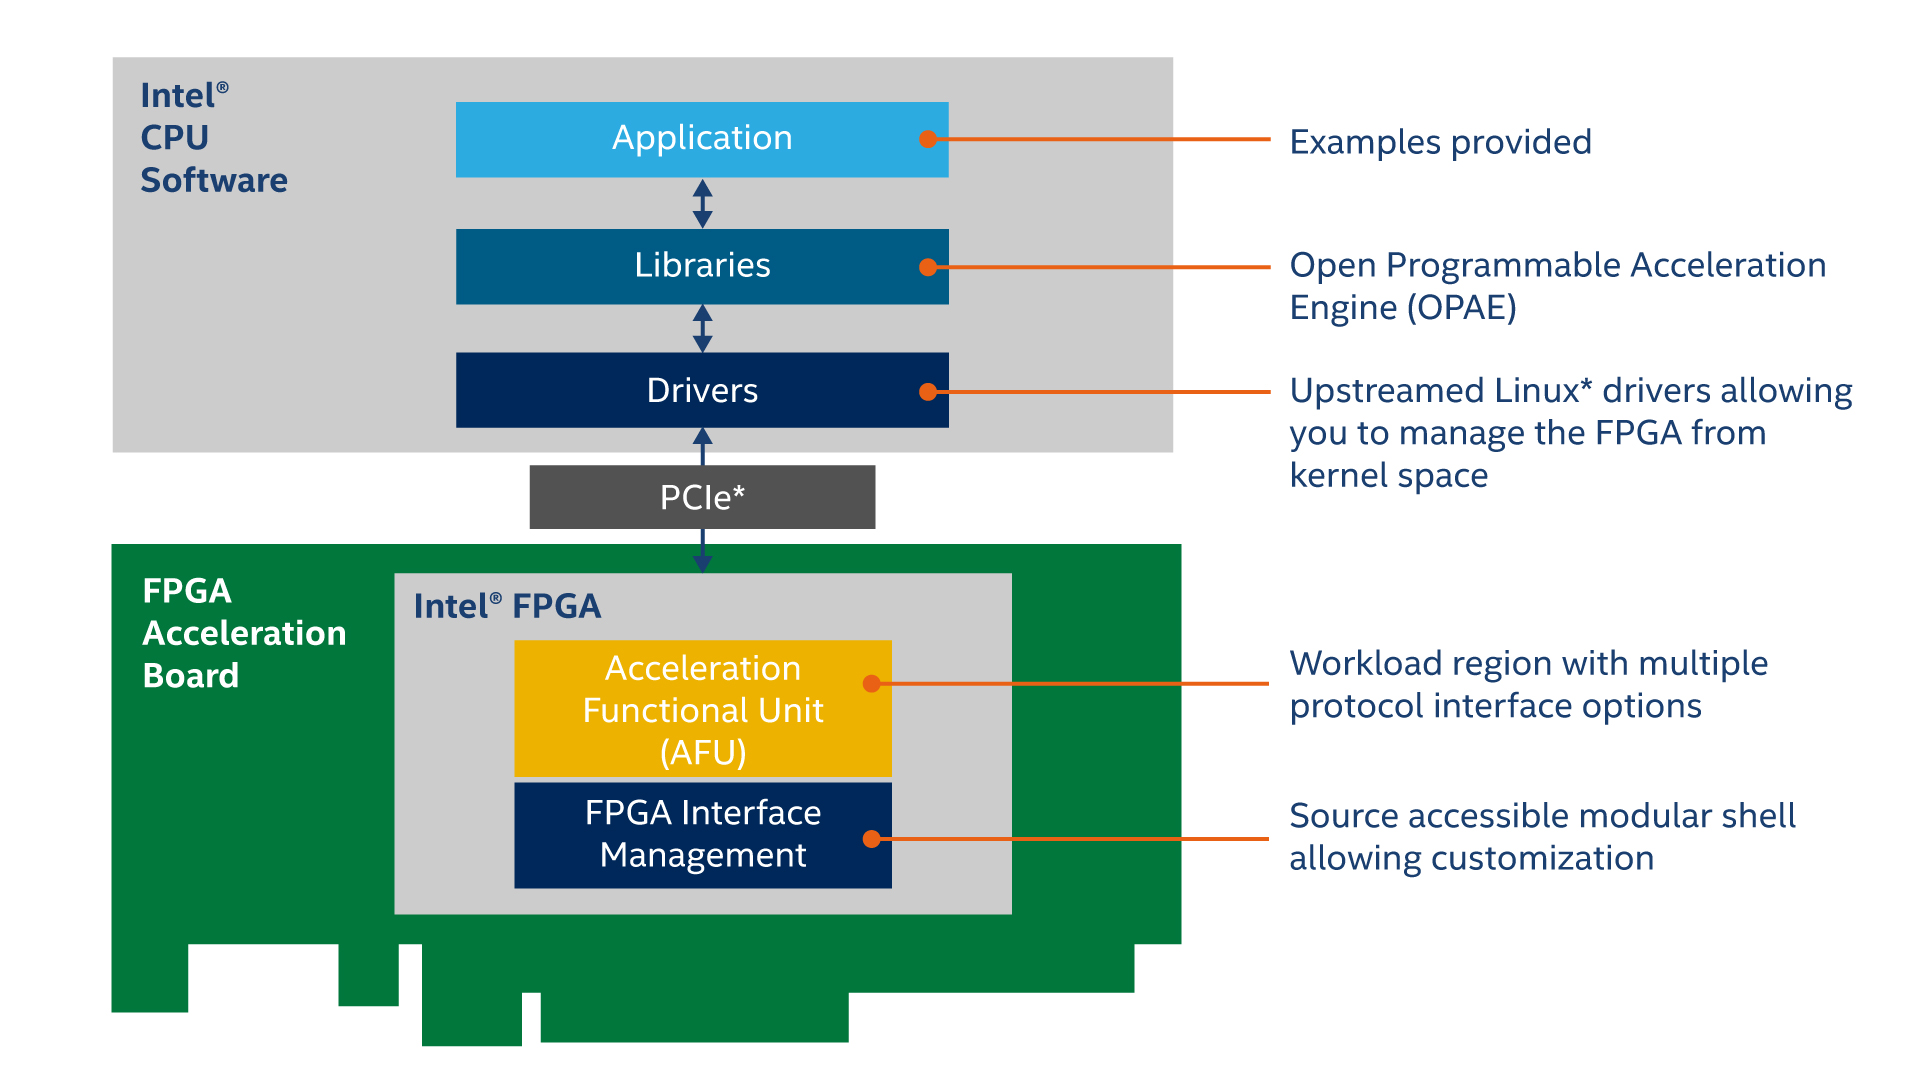 Intel®
CPU
Software
Application
Examples provided
Libraries
Open Programmable Acceleration
Engine (OPAE)
Drivers
Upstreamed Linux* drivers allowing
you to manage the FPGA from
kernel space
PCIe*
FPGA
Acceleration
Board
Intel® FPGA
Acceleration
Functional Unit
(AFU)
Workload region with multiple
protocol interface options
FPGA Interface
Management
Source accessible modular shell
allowing customization